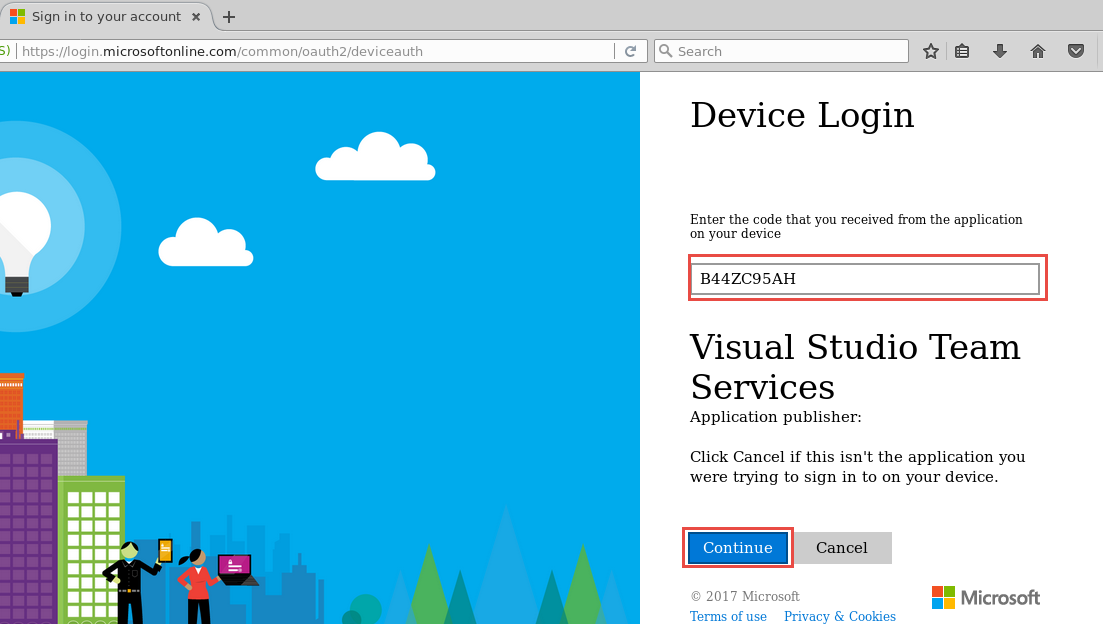 Sign in to your account
S) https://login.microsoftonline.com/common/oauth2/deviceauth
Search
Device Login
Enter the code that you received from the application
on your device
B44ZC95AH
Visual Studio Team
Services
Application publisher:
Click Cancel if this isn't the application you
were trying to sign in to on your device.
Continue
Cancel
© 2017 Microsoft
Microsoft
Terms of use
Privacy & Cookies